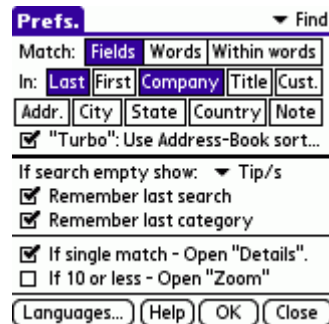 Prefs. Find
Match: Fields Words Within words
In: Last First Company Title Cust.
Addr. City State Country Note
"Turbo": Use Address-Book sort...
If search empty show: Tip/s
Remember last search
Remember last category
If single match - Open "Details".
If 10 or less - Open "Zoom"
Languages... Help OK Close